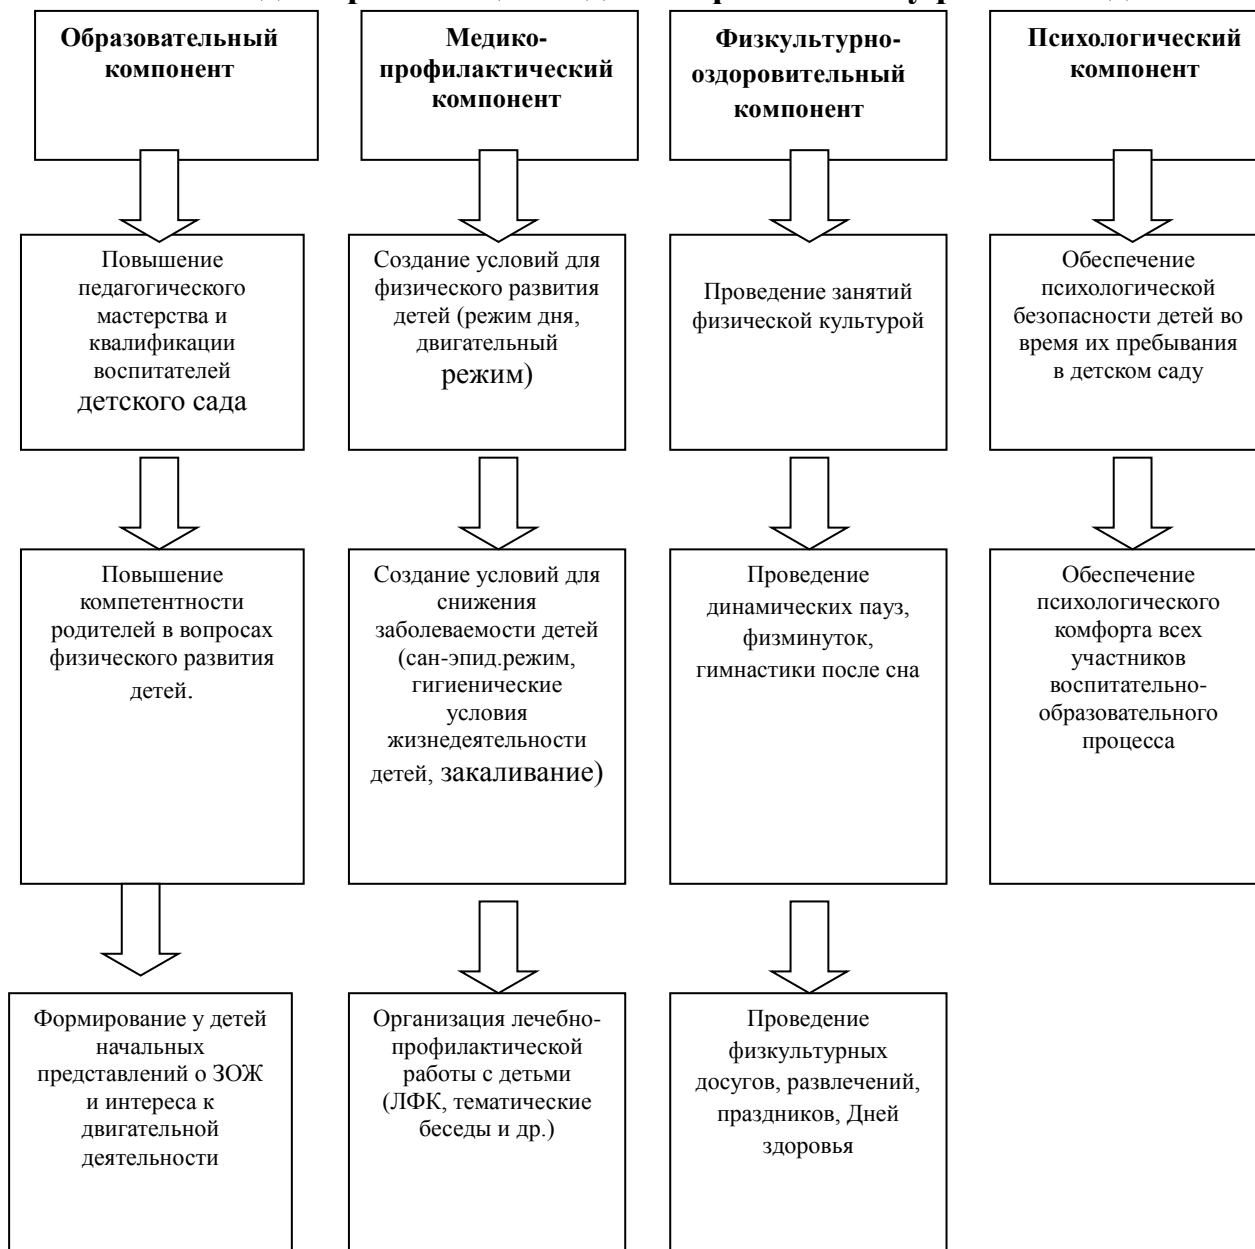 Образовательный
компонент
Медико-
профилактический
компонент
Физкультурно-
оздоровительный
компонент
Психологический
компонент
Повышение
педагогического
мастерства и
квалификации
воспитателей
детского сада
Создание условий для
физического развития
детей (режим дня,
двигательный
режим)
Проведение занятий
физической культурой
Обеспечение
психологической
безопасности детей во
время их пребывания
в детском саду
Повышение
компетентности
родителей в вопросах
физического развития
детей.
Создание условий для
снижения
заболеваемости детей
(сан-эпид.режим,
гигиенические
условия
жизнедеятельности
детей, закаливание)
Проведение
динамических пауз,
физминуток,
гимнастики после сна
Обеспечение
психологического
комфорта всех
участников
воспитательно-
образовательного
процесса
Формирование у детей
начальных
представлений о ЗОЖ
и интереса к
двигательной
деятельности
Организация лечебно-
профилактической
работы с детьми
(ЛФК, тематические
беседы и др.)
Проведение
физкультурных
досугов, развлечений,
праздников, Дней
здоровья